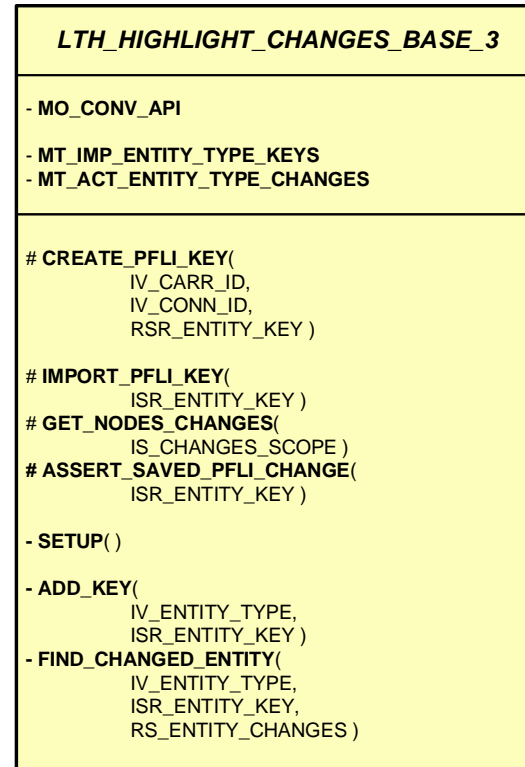 LTH_HIGHLIGHT_CHANGES_BASE_3
- MO_CONV_API
- MT_IMP_ENTITY_TYPE_KEYS
- MT_ACT_ENTITY_TYPE_CHANGES
# CREATE_PFLI_KEY(
IV_CARR_ID,
IV_CONN_ID,
RSR_ENTITY_KEY )
# IMPORT_PFLI_KEY(
ISR_ENTITY_KEY )
# GET_NODES_CHANGES(
IS_CHANGES_SCOPE )
# ASSERT_SAVED_PFLI_CHANGE(
ISR_ENTITY_KEY )
- SETUP( )
- ADD_KEY(
IV_ENTITY_TYPE,
ISR_ENTITY_KEY )
- FIND_CHANGED_ENTITY(
IV_ENTITY_TYPE,
ISR_ENTITY_KEY,
RS_ENTITY_CHANGES )